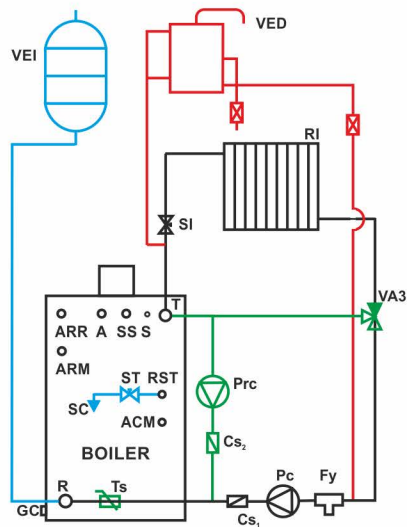 VED
VEI
RI
SI
VA3
T
ARR A SS S
ARM
ST RST
SC
ACM
Prc
BOILER
Cs₂
R Ts Pc Fy
GCD
Cs₁